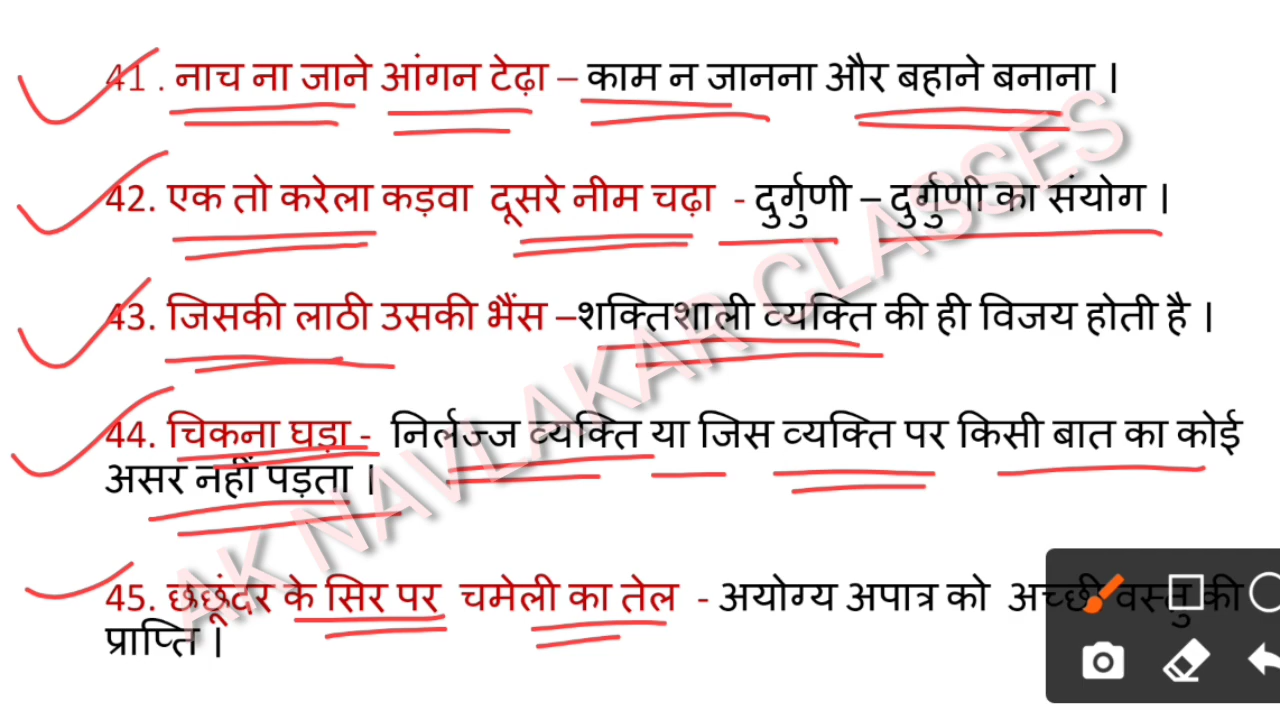 41 . नाच ना जाने आंगन टेढ़ा – काम न जानना और बहाने बनाना ।
42. एक तो करेला कड़वा दूसरे नीम चढ़ा - दुर्गुणी – दुर्गुणी का संयोग ।
43. जिसकी लाठी उसकी भैंस –शक्तिशाली व्यक्ति की ही विजय होती है ।
44. चिकना घड़ा - निर्लज्ज व्यक्ति या जिस व्यक्ति पर किसी बात का कोई
असर नहीं पड़ता ।
45. छछूंदर के सिर पर चमेली का तेल - अयोग्य अपात्र को अच्छी वस्तु की
प्राप्ति ।
AK NAVLAKAR CLASSES